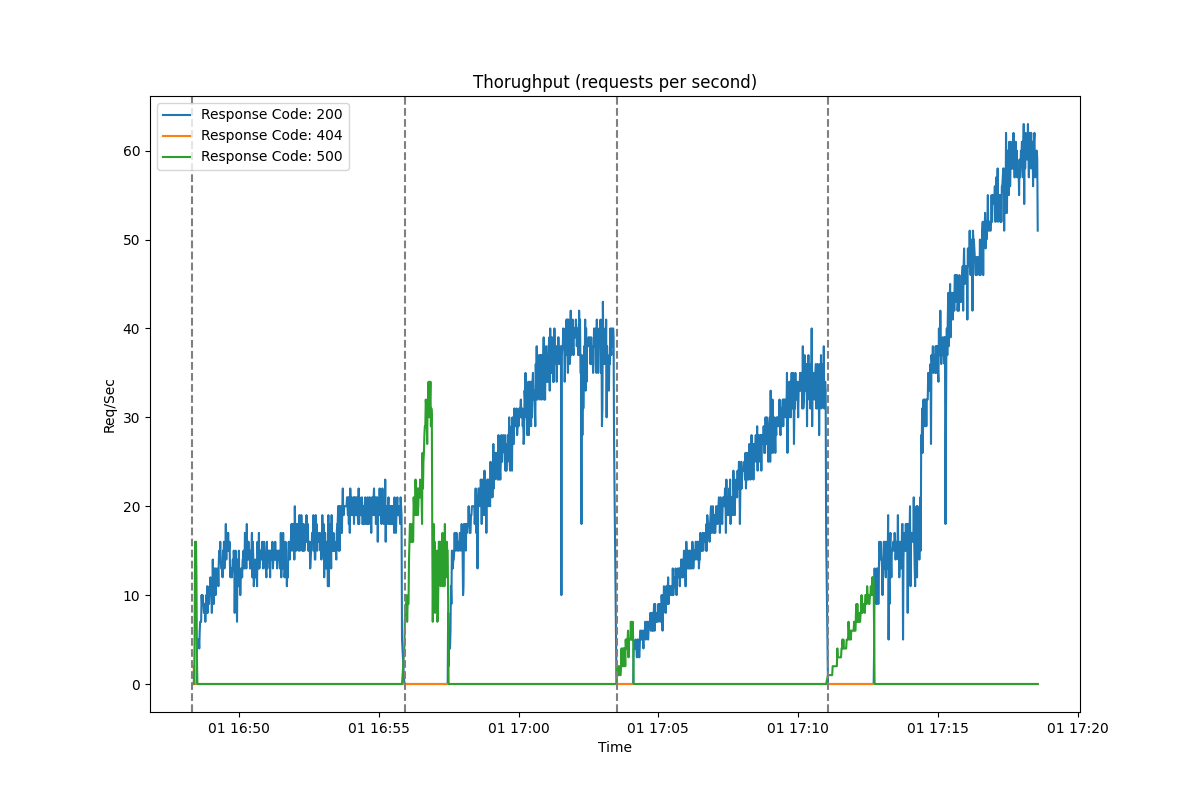 Thorughput (requests per second)
Response Code: 200
Response Code: 404
Response Code: 500
60
50
40
30
20
10
0
Req/Sec
01 16:50 01 16:55 01 17:00 01 17:05 01 17:10 01 17:15 01 17:20
Time